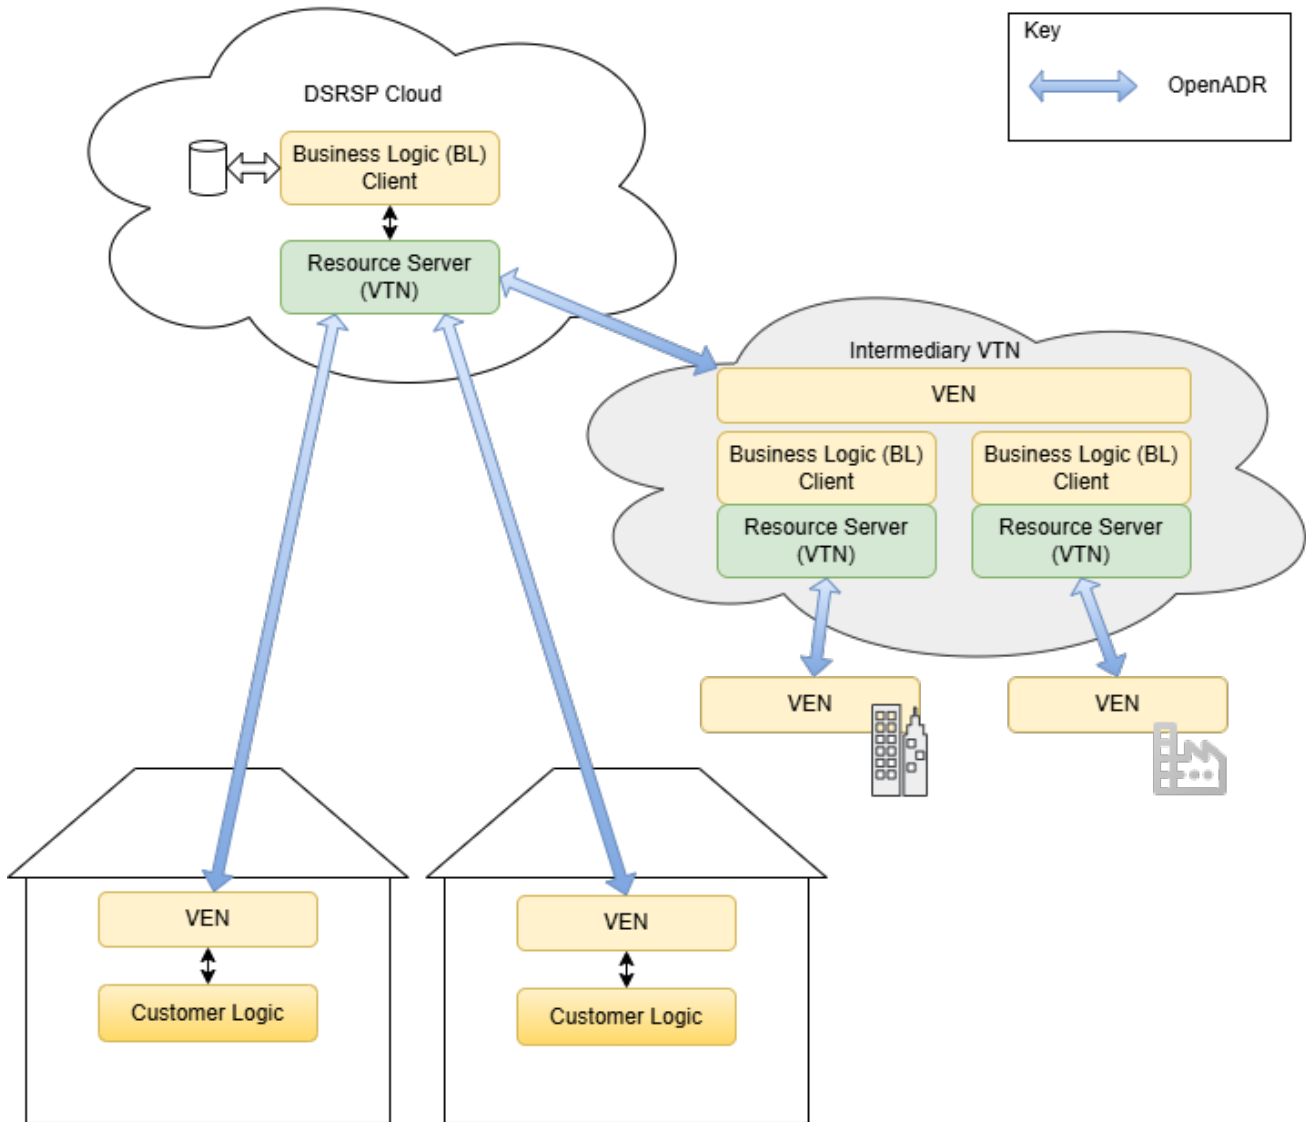 Key
OpenADR
DSRSP Cloud
Business Logic (BL)
Client
Resource Server
(VTN)
Intermediary VTN
VEN
Business Logic (BL)
Client
Business Logic (BL)
Client
Resource Server
(VTN)
Resource Server
(VTN)
VEN
VEN
VEN
VEN
Customer Logic
Customer Logic